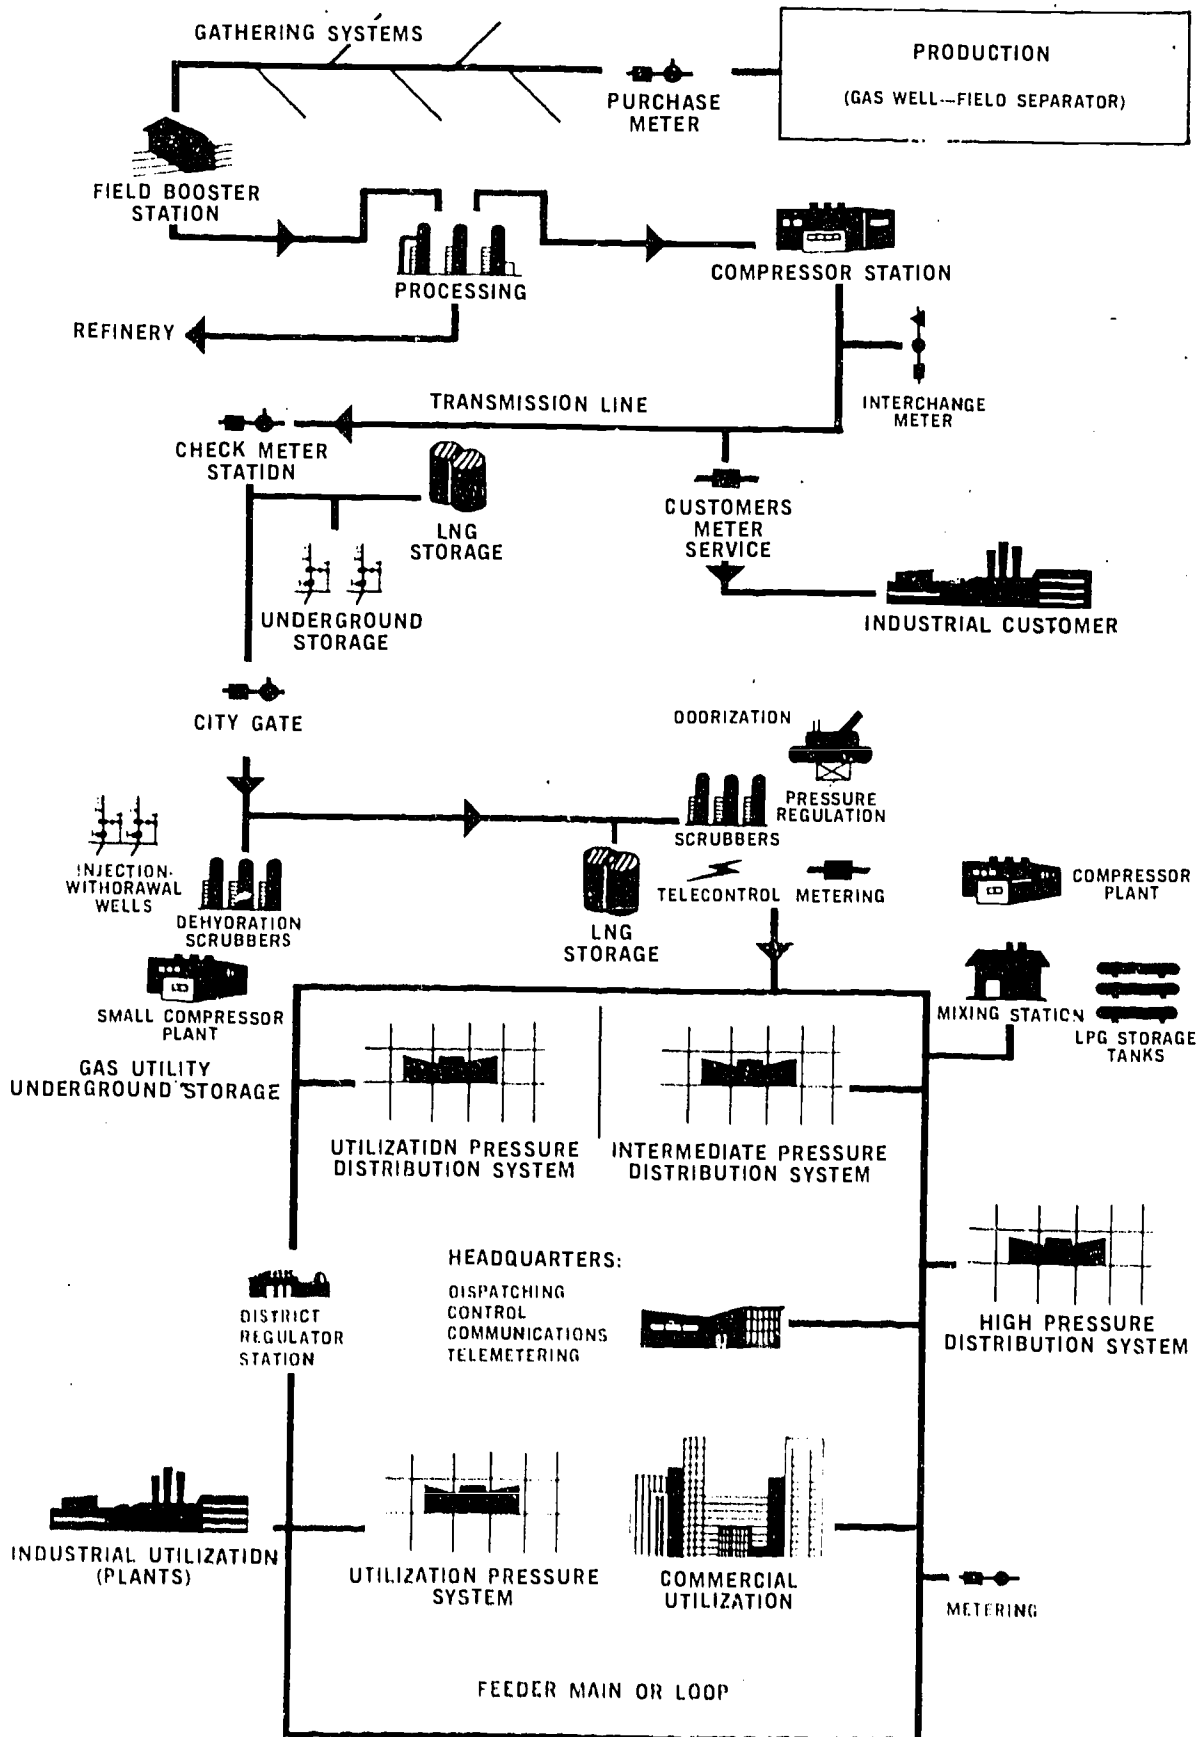 GATHERING SYSTEMS
PRODUCTION
(GAS WELL--FIELD SEPARATOR)
PURCHASE
METER
FIELD BOOSTER
STATION
PROCESSING
COMPRESSOR STATION
REFINERY
INTERCHANGE
METER
TRANSMISSION LINE
CHECK METER
STATION
LNG
STORAGE
CUSTOMERS
METER
SERVICE
UNDERGROUND
STORAGE
INDUSTRIAL CUSTOMER
CITY GATE
ODORIZATION
PRESSURE
REGULATION
SCRUBBERS
INJECTION-
WITHDRAWAL
WELLS
DEHYDRATION
SCRUBBERS
LNG
STORAGE
TELECONTROL
METERING
COMPRESSOR
PLANT
SMALL COMPRESSOR
PLANT
MIXING STATION
LPG STORAGE
TANKS
GAS UTILITY
UNDERGROUND STORAGE
UTILIZATION PRESSURE
DISTRIBUTION SYSTEM
INTERMEDIATE PRESSURE
DISTRIBUTION SYSTEM
HEADQUARTERS:
DISPATCHING
CONTROL
COMMUNICATIONS
TELEMETERING
DISTRICT
REGULATOR
STATION
HIGH PRESSURE
DISTRIBUTION SYSTEM
INDUSTRIAL UTILIZATION
(PLANTS)
UTILIZATION PRESSURE
SYSTEM
COMMERCIAL
UTILIZATION
METERING
FEEDER MAIN OR LOOP